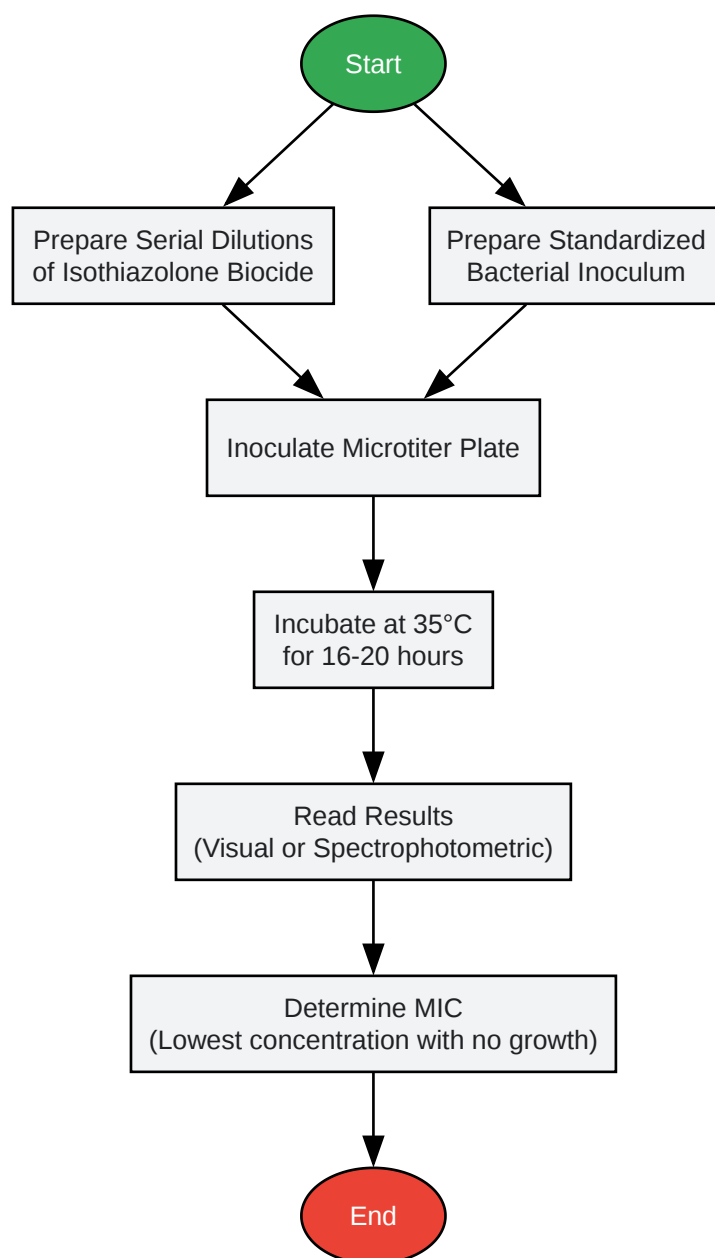 Start
Prepare Serial Dilutions
of Isothiazolone Biocide
Prepare Standardized
Bacterial Inoculum
Inoculate Microtiter Plate
Incubate at 35°C
for 16-20 hours
Read Results
(Visual or Spectrophotometric)
Determine MIC
(Lowest concentration with no growth)
End